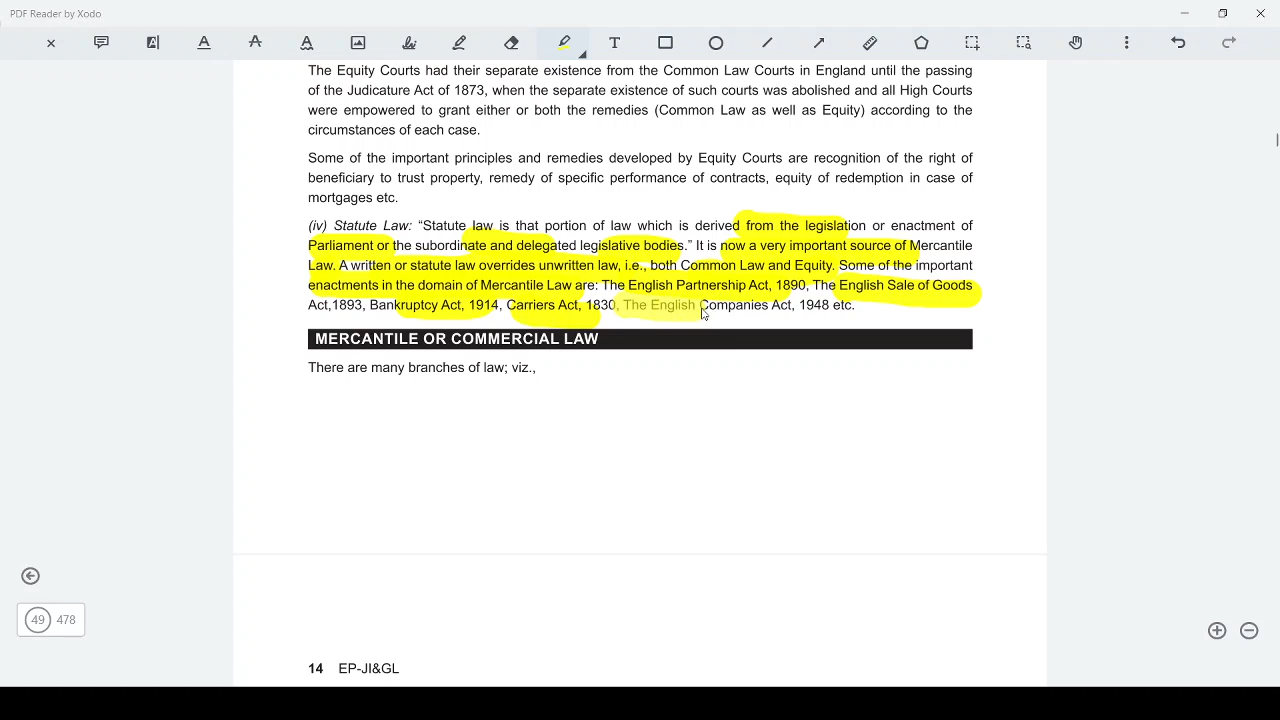 PDF Reader by Xodo
The Equity Courts had their separate existence from the Common Law Courts in England until the passing
of the Judicature Act of 1873, when the separate existence of such courts was abolished and all High Courts
were empowered to grant either or both the remedies (Common Law as well as Equity) according to the
circumstances of each case.
Some of the important principles and remedies developed by Equity Courts are recognition of the right of
beneficiary to trust property, remedy of specific performance of contracts, equity of redemption in case of
mortgages etc.
(iv) Statute Law: “Statute law is that portion of law which is derived from the legislation or enactment of
Parliament or the subordinate and delegated legislative bodies.” It is now a very important source of Mercantile
Law. A written or statute law overrides unwritten law, i.e., both Common Law and Equity. Some of the important
enactments in the domain of Mercantile Law are: The English Partnership Act, 1890, The English Sale of Goods
Act,1893, Bankruptcy Act, 1914, Carriers Act, 1830, The English Companies Act, 1948 etc.
MERCANTILE OR COMMERCIAL LAW
There are many branches of law; viz.,
49 478
14 EP-JI&GL